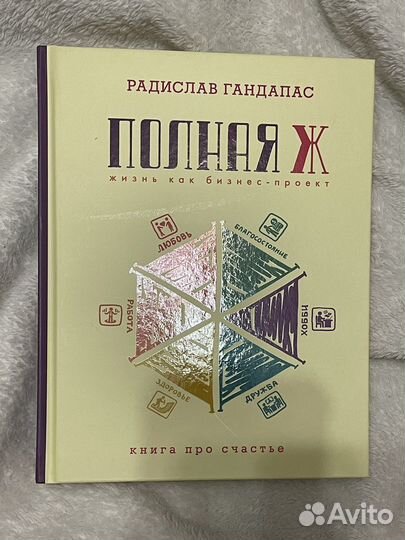 РАДИСЛАВ ГАНДАПАС
ПОЛНАЯ Ж
жизнь как бизнес-проект
ЛЮБОВЬ
БЛАГОСОСТОЯНИЕ
РАБОТА
ХОББИ
ЗДОРОВЬЕ
ДРУЖБА
книга про счастье
Avito